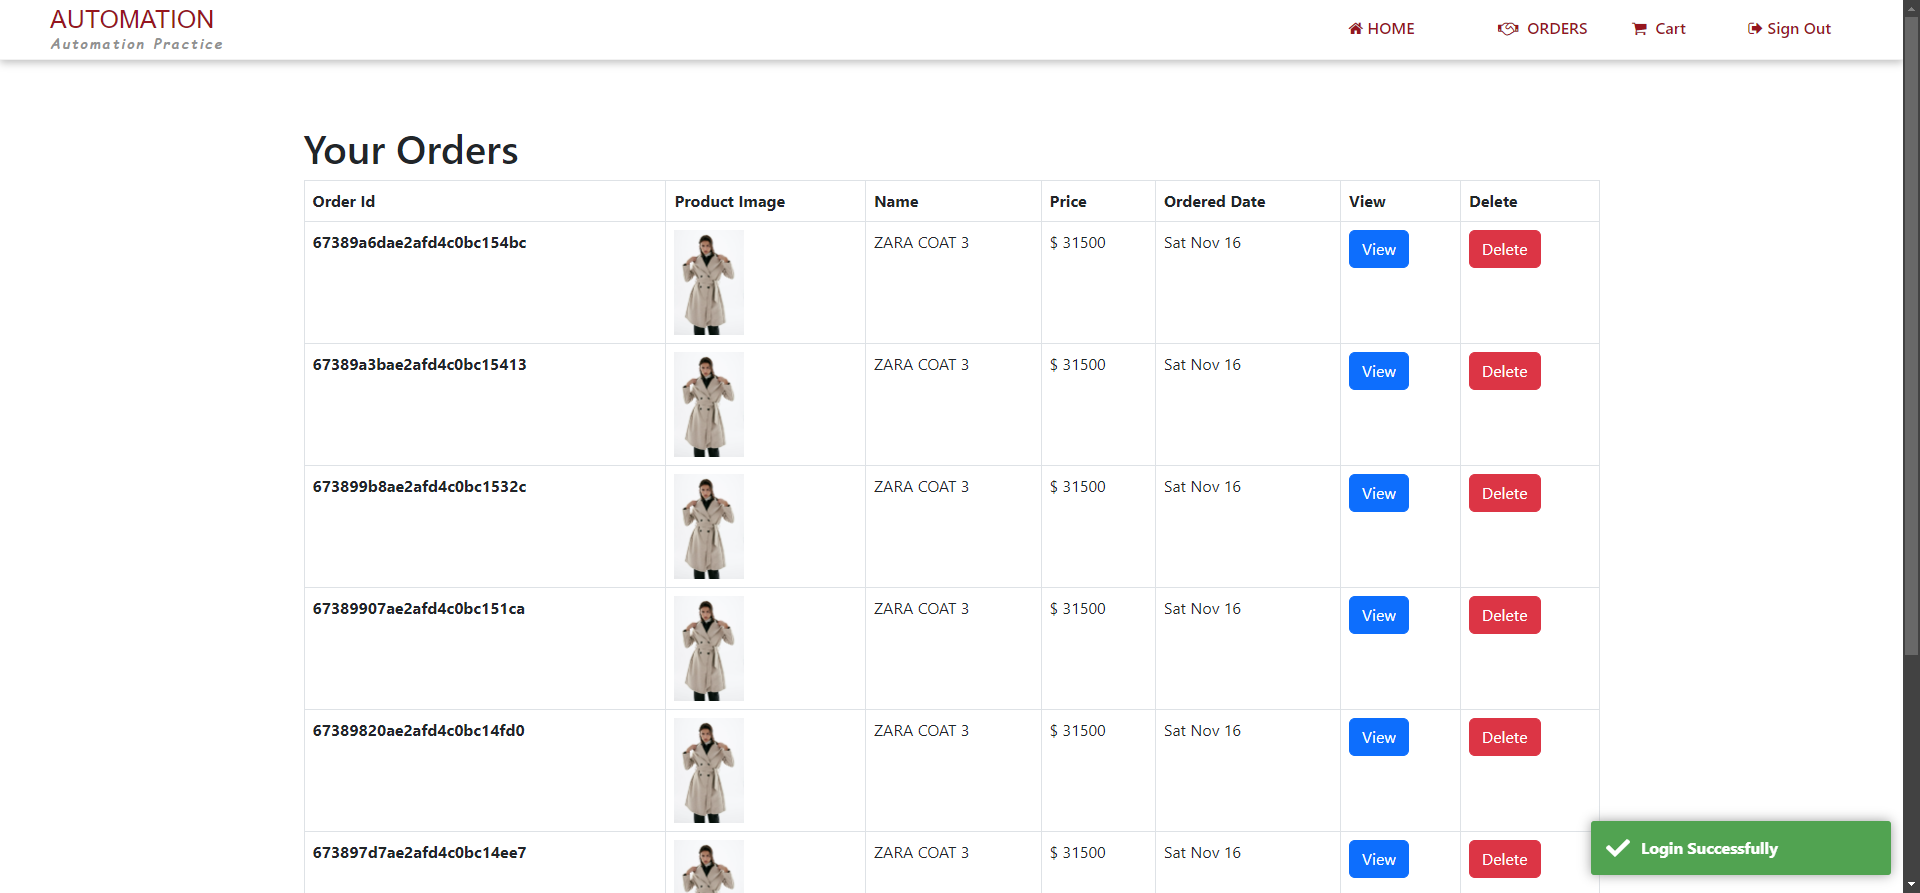 AUTOMATION
Automation Practice
HOME ORDERS Cart Sign Out
Your Orders
Order Id Product Image Name Price Ordered Date View Delete
67389a6dae2afd4c0bc154bc ZARA COAT 3 $ 31500 Sat Nov 16 View Delete
67389a3bae2afd4c0bc15413 ZARA COAT 3 $ 31500 Sat Nov 16 View Delete
673899b8ae2afd4c0bc1532c ZARA COAT 3 $ 31500 Sat Nov 16 View Delete
67389907ae2afd4c0bc151ca ZARA COAT 3 $ 31500 Sat Nov 16 View Delete
67389820ae2afd4c0bc14fd0 ZARA COAT 3 $ 31500 Sat Nov 16 View Delete
673897d7ae2afd4c0bc14ee7 ZARA COAT 3 $ 31500 Sat Nov 16 View Delete
Login Successfully